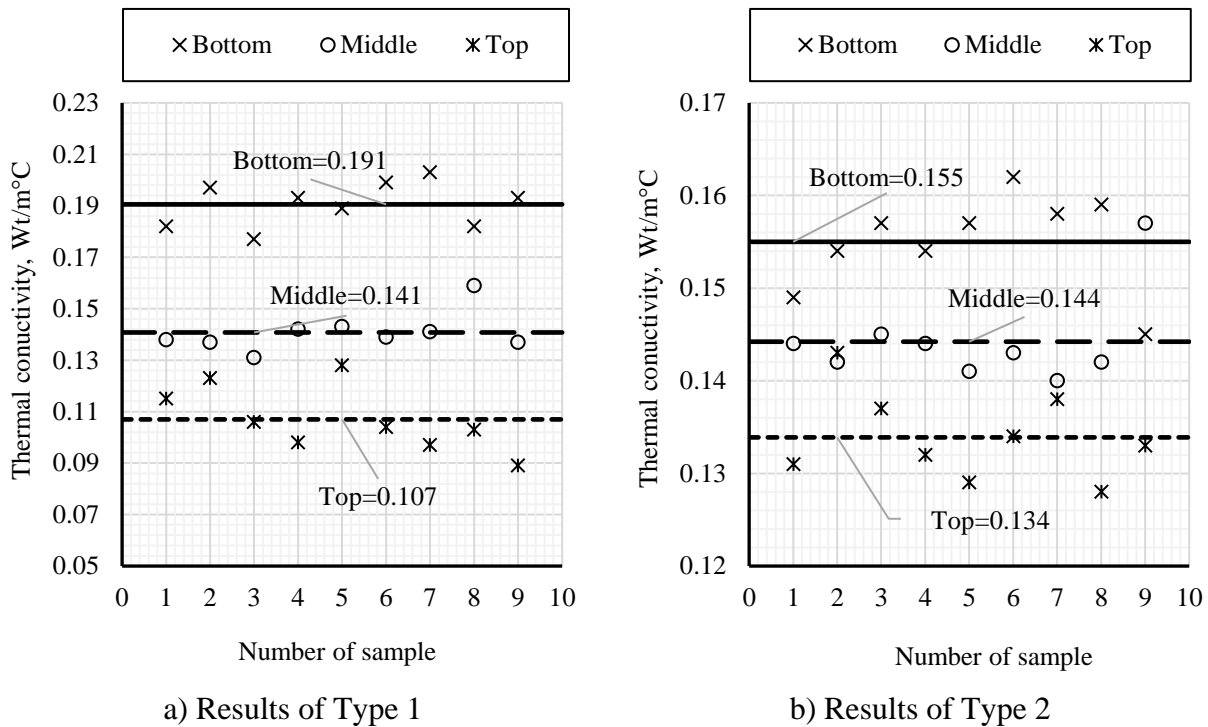 Bottom Middle Top
0.23
0.21
0.19
0.17
0.15
0.13
0.11
0.09
0.07
0.05
Thermal conuctivity, Wt/m°C
Bottom=0.191
Middle=0.141
Top=0.107
0 1 2 3 4 5 6 7 8 9 10
Number of sample
a) Results of Type 1
Bottom Middle Top
0.17
0.16
0.15
0.14
0.13
0.12
Thermal conuctivity, Wt/m°C
Bottom=0.155
Middle=0.144
Top=0.134
0 1 2 3 4 5 6 7 8 9 10
Number of sample
b) Results of Type 2